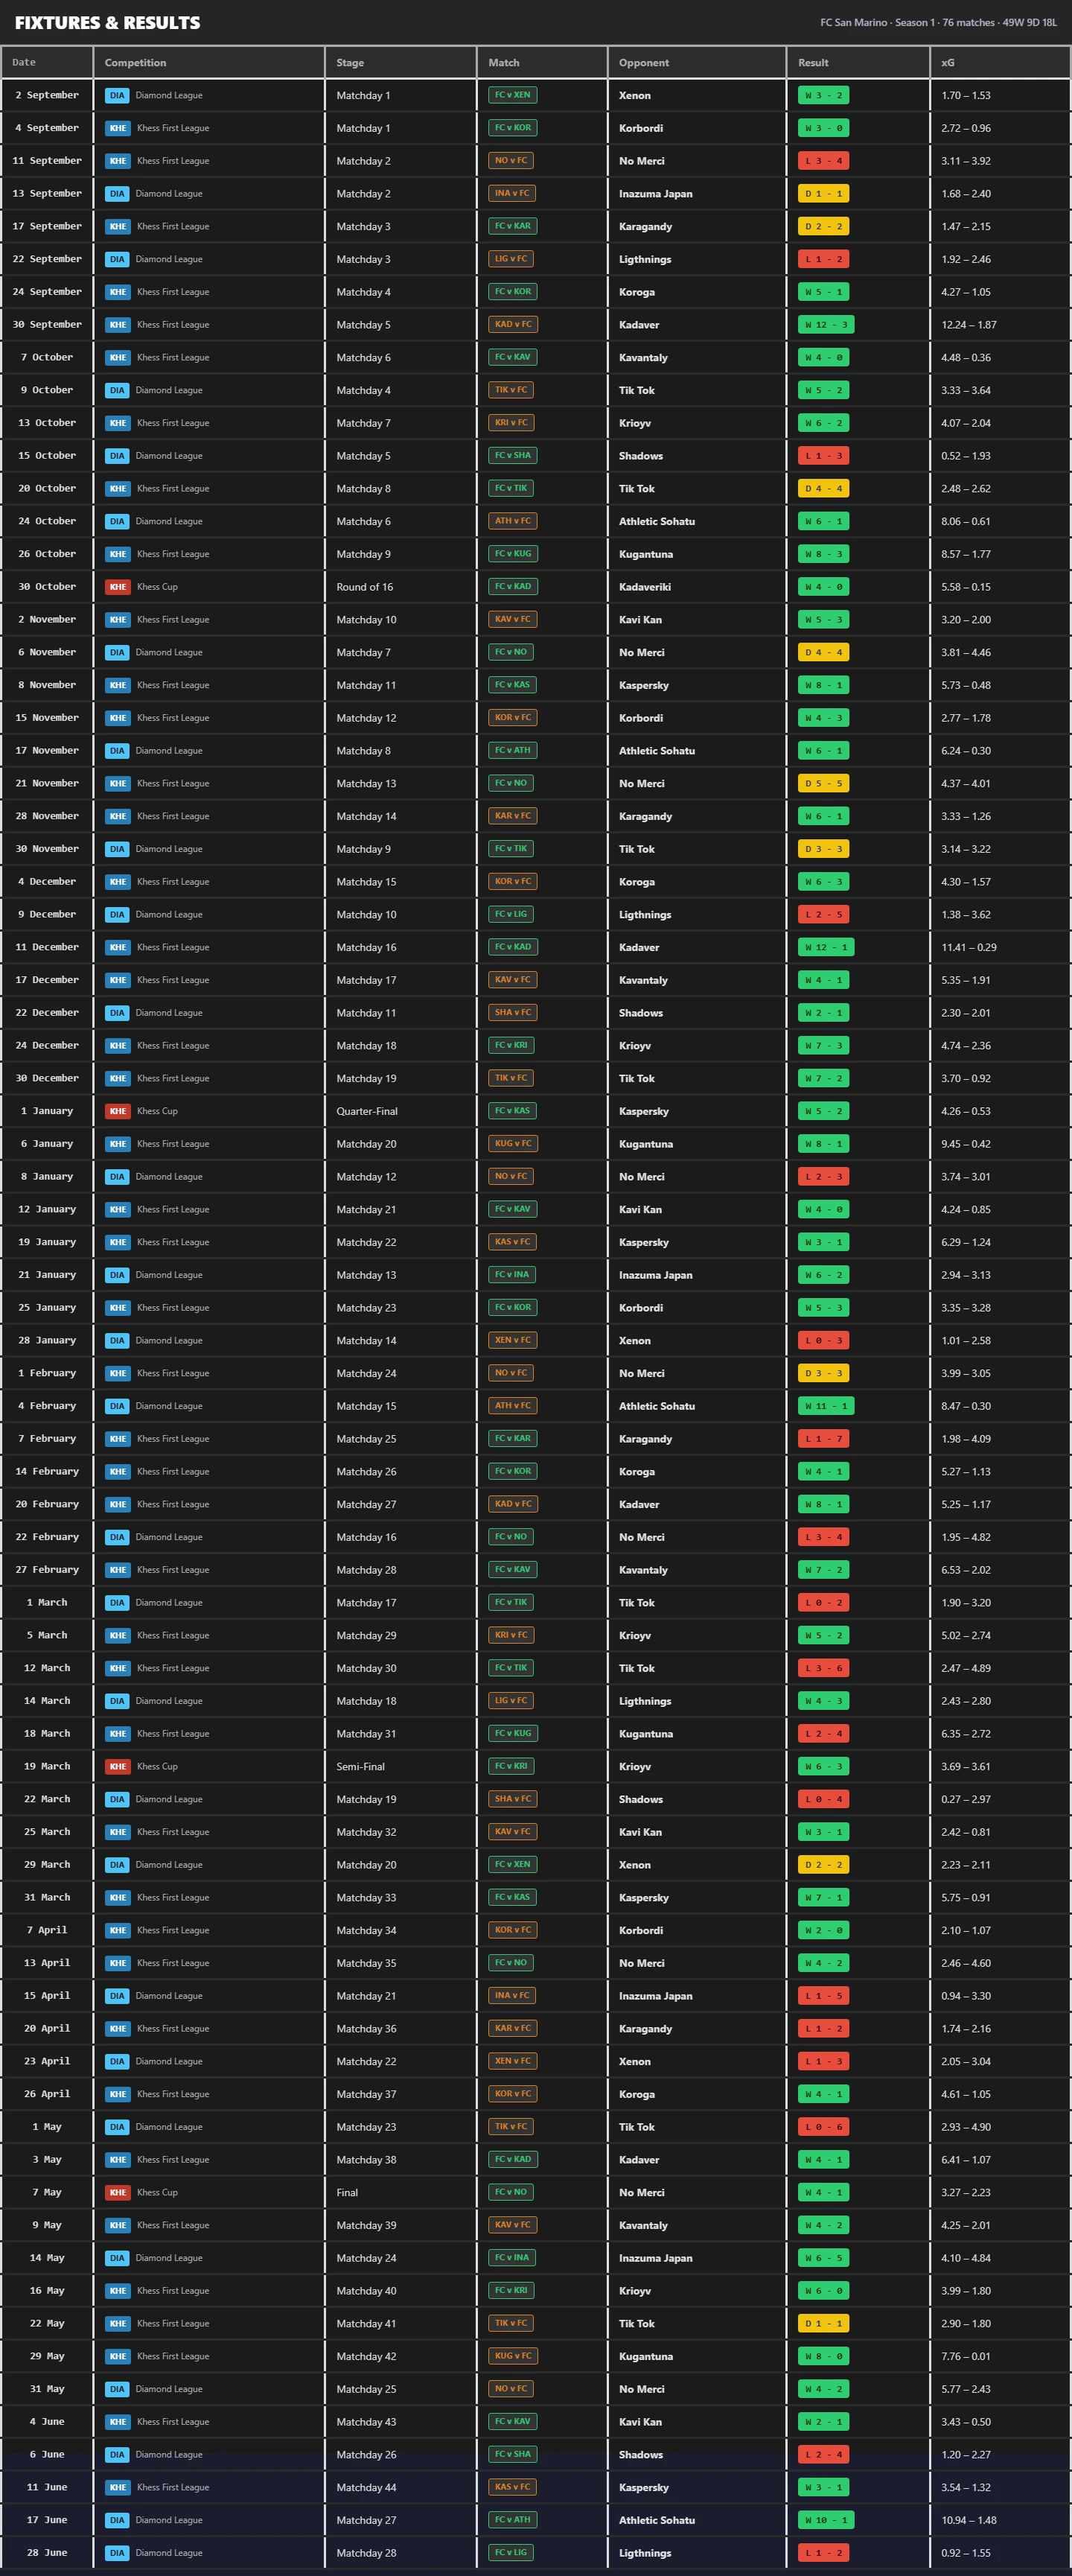 FIXTURES & RESULTS FC San Marino · Season 1 · 76 matches · 49W 9D 18L
Date Competition Stage Match Opponent Result xG
2 September DIA Diamond League Matchday 1 FC v XEN Xenon W 3 - 2 1.70 – 1.53
4 September KHE Khess First League Matchday 1 FC v KOR Korbordi W 3 - 0 2.72 – 0.96
11 September KHE Khess First League Matchday 2 NO v FC No Merci L 3 - 4 3.11 – 3.92
13 September DIA Diamond League Matchday 2 INA v FC Inazuma Japan D 1 - 1 1.68 – 2.40
17 September KHE Khess First League Matchday 3 FC v KAR Karagandy D 2 - 2 1.47 – 2.15
22 September DIA Diamond League Matchday 3 LIG v FC Ligthnings L 1 - 2 1.92 – 2.46
24 September KHE Khess First League Matchday 4 FC v KOR Koroga W 5 - 1 4.27 – 1.05
30 September KHE Khess First League Matchday 5 KAD v FC Kadaver W 12 - 3 12.24 – 1.87
7 October KHE Khess First League Matchday 6 FC v KAV Kavantaly W 4 - 0 4.48 – 0.36
9 October DIA Diamond League Matchday 4 TIK v FC Tik Tok W 5 - 2 3.33 – 3.64
13 October KHE Khess First League Matchday 7 KRI v FC Krioyv W 6 - 2 4.07 – 2.04
15 October DIA Diamond League Matchday 5 FC v SHA Shadows L 1 - 3 0.52 – 1.93
20 October KHE Khess First League Matchday 8 FC v TIK Tik Tok D 4 - 4 2.48 – 2.62
24 October DIA Diamond League Matchday 6 ATH v FC Athletic Sohatu W 6 - 1 8.06 – 0.61
26 October KHE Khess First League Matchday 9 FC v KUG Kugantuna W 8 - 3 8.57 – 1.77
30 October KHE Khess Cup Round of 16 FC v KAD Kadaveriki W 4 - 0 5.58 – 0.15
2 November KHE Khess First League Matchday 10 KAV v FC Kavi Kan W 5 - 3 3.20 – 2.00
6 November DIA Diamond League Matchday 7 FC v NO No Merci D 4 - 4 3.81 – 4.46
8 November KHE Khess First League Matchday 11 FC v KAS Kaspersky W 8 - 1 5.73 – 0.48
15 November KHE Khess First League Matchday 12 KOR v FC Korbordi W 4 - 3 2.77 – 1.78
17 November DIA Diamond League Matchday 8 FC v ATH Athletic Sohatu W 6 - 1 6.24 – 0.30
21 November KHE Khess First League Matchday 13 FC v NO No Merci D 5 - 5 4.37 – 4.01
28 November KHE Khess First League Matchday 14 KAR v FC Karagandy W 6 - 1 3.33 – 1.26
30 November DIA Diamond League Matchday 9 FC v TIK Tik Tok D 3 - 3 3.14 – 3.22
4 December KHE Khess First League Matchday 15 KOR v FC Koroga W 6 - 3 4.30 – 1.57
9 December DIA Diamond League Matchday 10 FC v LIG Ligthnings L 2 - 5 1.38 – 3.62
11 December KHE Khess First League Matchday 16 FC v KAD Kadaver W 12 - 1 11.41 – 0.29
17 December KHE Khess First League Matchday 17 KAV v FC Kavantaly W 4 - 1 5.35 – 1.91
22 December DIA Diamond League Matchday 11 SHA v FC Shadows W 2 - 1 2.30 – 2.01
24 December KHE Khess First League Matchday 18 FC v KRI Krioyv W 7 - 3 4.74 – 2.36
30 December KHE Khess First League Matchday 19 TIK v FC Tik Tok W 7 - 2 3.70 – 0.92
1 January KHE Khess Cup Quarter-Final FC v KAS Kaspersky W 5 - 2 4.26 – 0.53
6 January KHE Khess First League Matchday 20 KUG v FC Kugantuna W 8 - 1 9.45 – 0.42
8 January DIA Diamond League Matchday 12 NO v FC No Merci L 2 - 3 3.74 – 3.01
12 January KHE Khess First League Matchday 21 FC v KAV Kavi Kan W 4 - 0 4.24 – 0.85
19 January KHE Khess First League Matchday 22 KAS v FC Kaspersky W 3 - 1 6.29 – 1.24
21 January DIA Diamond League Matchday 13 FC v INA Inazuma Japan W 6 - 2 2.94 – 3.13
25 January KHE Khess First League Matchday 23 FC v KOR Korbordi W 5 - 3 3.35 – 3.28
28 January DIA Diamond League Matchday 14 XEN v FC Xenon L 0 - 3 1.01 – 2.58
1 February KHE Khess First League Matchday 24 NO v FC No Merci D 3 - 3 3.99 – 3.05
4 February DIA Diamond League Matchday 15 ATH v FC Athletic Sohatu W 11 - 1 8.47 – 0.30
7 February KHE Khess First League Matchday 25 FC v KAR Karagandy L 1 - 7 1.98 – 4.09
14 February KHE Khess First League Matchday 26 FC v KOR Koroga W 4 - 1 5.27 – 1.13
20 February KHE Khess First League Matchday 27 KAD v FC Kadaver W 8 - 1 5.25 – 1.17
22 February DIA Diamond League Matchday 16 FC v NO No Merci L 3 - 4 1.95 – 4.82
27 February KHE Khess First League Matchday 28 FC v KAV Kavantaly W 7 - 2 6.53 – 2.02
1 March DIA Diamond League Matchday 17 FC v TIK Tik Tok L 0 - 2 1.90 – 3.20
5 March KHE Khess First League Matchday 29 KRI v FC Krioyv W 5 - 2 5.02 – 2.74
12 March KHE Khess First League Matchday 30 FC v TIK Tik Tok L 3 - 6 2.47 – 4.89
14 March DIA Diamond League Matchday 18 LIG v FC Ligthnings W 4 - 3 2.43 – 2.80
18 March KHE Khess First League Matchday 31 FC v KUG Kugantuna L 2 - 4 6.35 – 2.72
19 March KHE Khess Cup Semi-Final FC v KRI Krioyv W 6 - 3 3.69 – 3.61
22 March DIA Diamond League Matchday 19 SHA v FC Shadows L 0 - 4 0.27 – 2.97
25 March KHE Khess First League Matchday 32 KAV v FC Kavi Kan W 3 - 1 2.42 – 0.81
29 March DIA Diamond League Matchday 20 FC v XEN Xenon D 2 - 2 2.23 – 2.11
31 March KHE Khess First League Matchday 33 FC v KAS Kaspersky W 7 - 1 5.75 – 0.91
7 April KHE Khess First League Matchday 34 KOR v FC Korbordi W 2 - 0 2.10 – 1.07
13 April KHE Khess First League Matchday 35 FC v NO No Merci W 4 - 2 2.46 – 4.60
15 April DIA Diamond League Matchday 21 INA v FC Inazuma Japan L 1 - 5 0.94 – 3.30
20 April KHE Khess First League Matchday 36 KAR v FC Karagandy L 1 - 2 1.74 – 2.16
23 April DIA Diamond League Matchday 22 XEN v FC Xenon L 1 - 3 2.05 – 3.04
26 April KHE Khess First League Matchday 37 KOR v FC Koroga W 4 - 1 4.61 – 1.05
1 May DIA Diamond League Matchday 23 TIK v FC Tik Tok L 0 - 6 2.93 – 4.90
3 May KHE Khess First League Matchday 38 FC v KAD Kadaver W 4 - 1 6.41 – 1.07
7 May KHE Khess Cup Final FC v NO No Merci W 4 - 1 3.27 – 2.23
9 May KHE Khess First League Matchday 39 KAV v FC Kavantaly W 4 - 2 4.25 – 2.01
14 May DIA Diamond League Matchday 24 FC v INA Inazuma Japan W 6 - 5 4.10 – 4.84
16 May KHE Khess First League Matchday 40 FC v KRI Krioyv W 6 - 0 3.99 – 1.80
22 May KHE Khess First League Matchday 41 TIK v FC Tik Tok D 1 - 1 2.90 – 1.80
29 May KHE Khess First League Matchday 42 KUG v FC Kugantuna W 8 - 0 7.76 – 0.01
31 May DIA Diamond League Matchday 25 NO v FC No Merci W 4 - 2 5.77 – 2.43
4 June KHE Khess First League Matchday 43 FC v KAV Kavi Kan W 2 - 1 3.43 – 0.50
6 June DIA Diamond League Matchday 26 FC v SHA Shadows L 2 - 4 1.20 – 2.27
11 June KHE Khess First League Matchday 44 KAS v FC Kaspersky W 3 - 1 3.54 – 1.32
17 June DIA Diamond League Matchday 27 FC v ATH Athletic Sohatu W 10 - 1 10.94 – 1.48
28 June DIA Diamond League Matchday 28 FC v LIG Ligthnings L 1 - 2 0.92 – 1.55